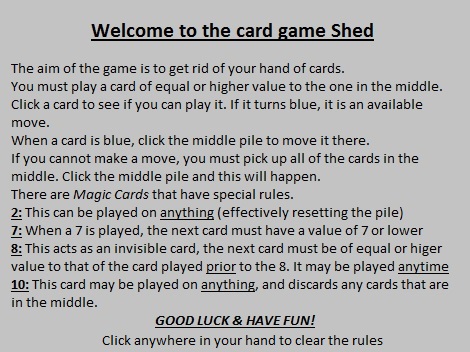 Welcome to the card game Shed
The aim of the game is to get rid of your hand of cards.
You must play a card of equal or higher value to the one in the middle.
Click a card to see if you can play it. If it turns blue, it is an available
move.
When a card is blue, click the middle pile to move it there.
If you cannot make a move, you must pick up all of the cards in the
middle. Click the middle pile and this will happen.
There are Magic Cards that have special rules.
2: This can be played on anything (effectively resetting the pile)
7: When a 7 is played, the next card must have a value of 7 or lower
8: This acts as an invisible card, the next card must be of equal or higer
value to that of the card played prior to the 8. It may be played anytime
10: This card may be played on anything, and discards any cards that are
in the middle.
GOOD LUCK & HAVE FUN!
Click anywhere in your hand to clear the rules